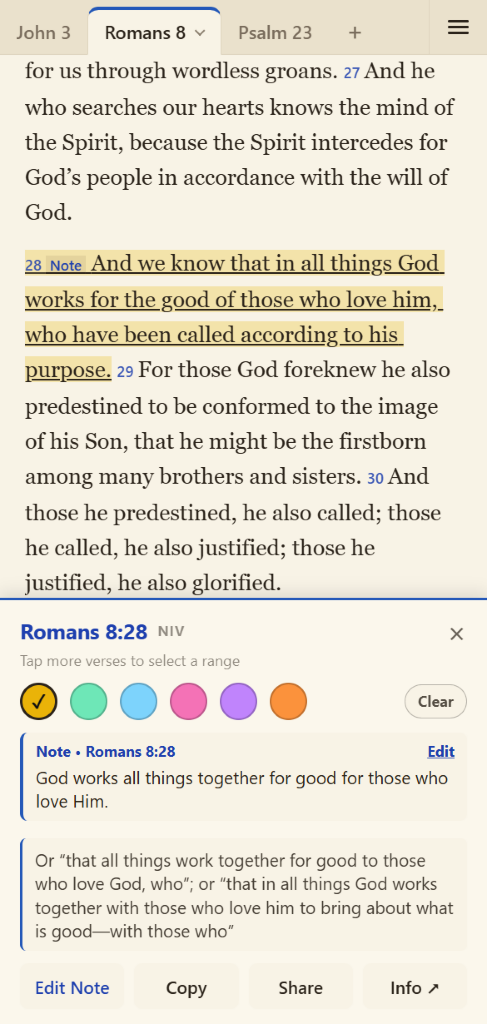 John 3 Romans 8 Psalm 23 +
for us through wordless groans. 27 And he
who searches our hearts knows the mind of
the Spirit, because the Spirit intercedes for
God’s people in accordance with the will of
God.
28 Note And we know that in all things God
works for the good of those who love him,
who have been called according to his
purpose. 29 For those God foreknew he also
predestined to be conformed to the image
of his Son, that he might be the firstborn
among many brothers and sisters. 30 And
those he predestined, he also called; those
he called, he also justified; those he
justified, he also glorified.
Romans 8:28 NIV
Tap more verses to select a range
Clear
Note • Romans 8:28 Edit
God works all things together for good for those who
love Him.
Or “that all things work together for good to those
who love God, who”; or “that in all things God works
together with those who love him to bring about what
is good—with those who”
Edit Note Copy Share Info ↗